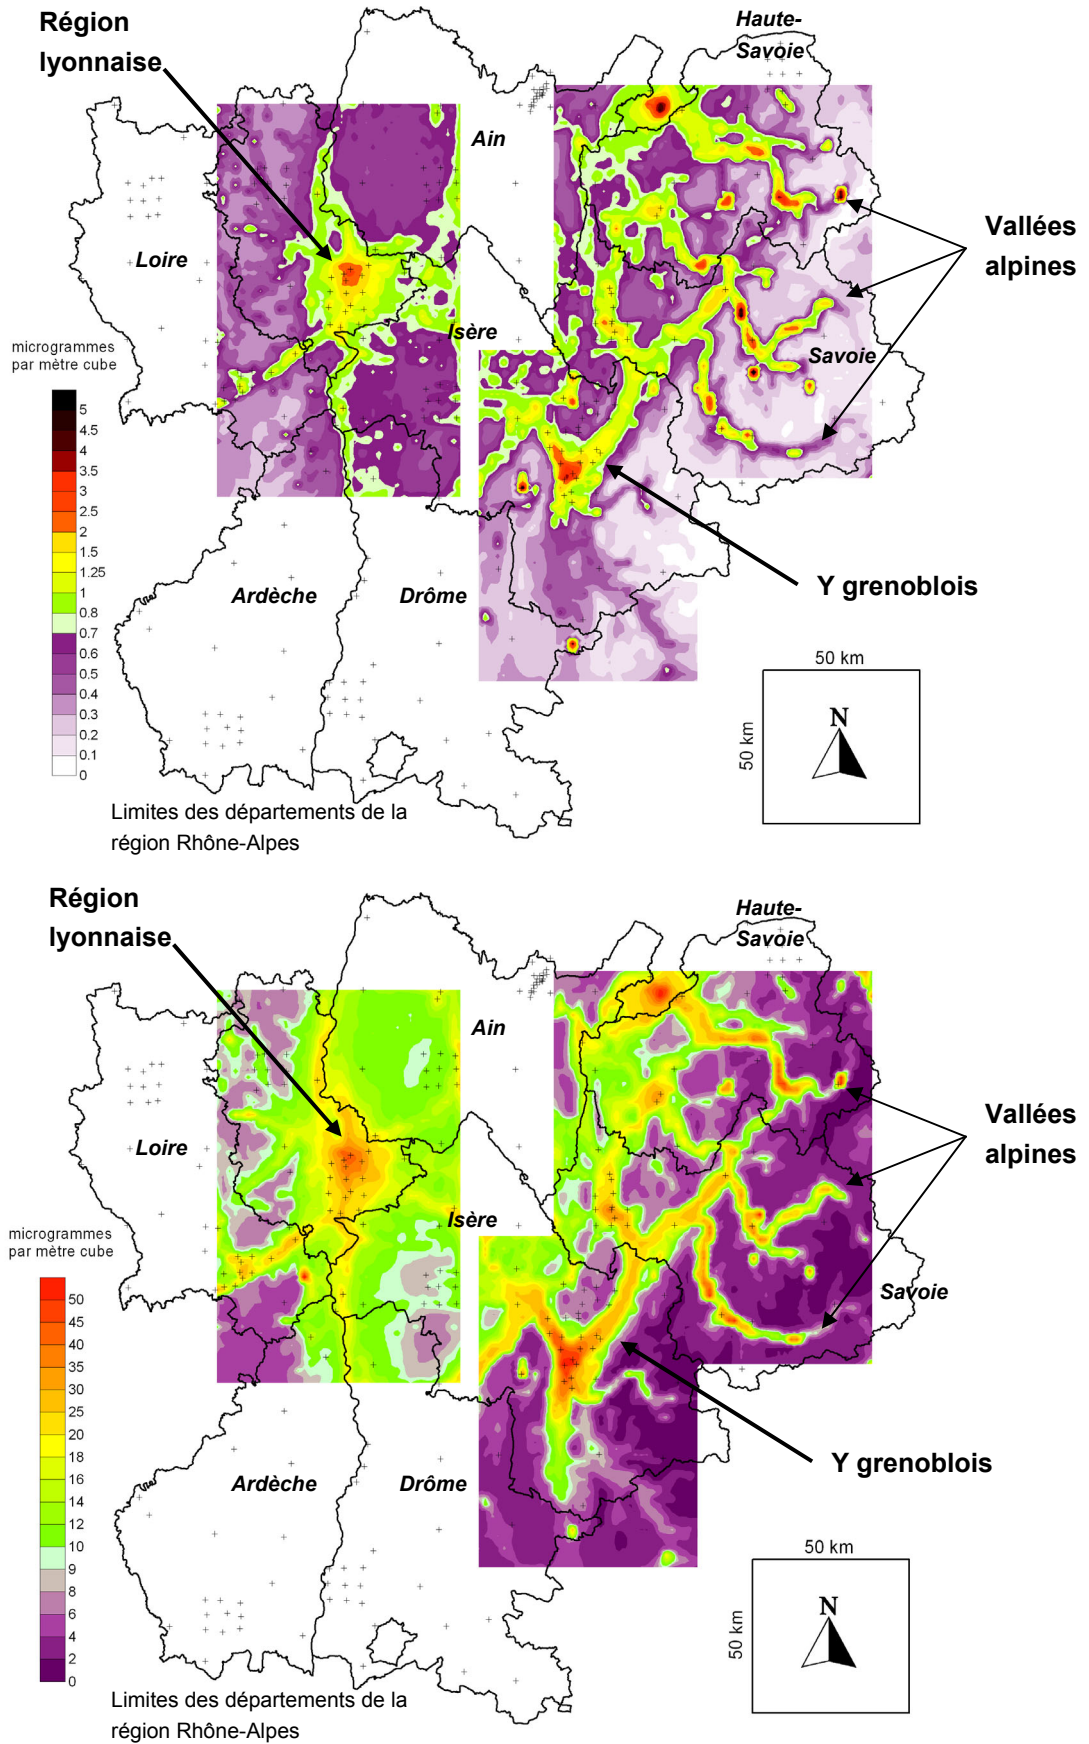 Région
lyonnaise
Haute-
Savoie
Ain
Vallées
alpines
Loire
Isère
Savoie
microgrammes
par mètre cube
5
4.5
4
3.5
3
2.5
2
1.5
1.25
1
0.8
0.7
0.6
0.5
0.4
0.3
0.2
0.1
0
Y grenoblois
Ardèche
Drôme
50 km
50 km
N
Limites des départements de la
région Rhône-Alpes
Région
lyonnaise
Haute-
Savoie
Ain
Vallées
alpines
Loire
Isère
Savoie
microgrammes
par mètre cube
50
45
40
35
30
25
20
18
16
14
12
10
9
8
6
4
2
0
Y grenoblois
Ardèche
Drôme
50 km
50 km
N
Limites des départements de la
région Rhône-Alpes